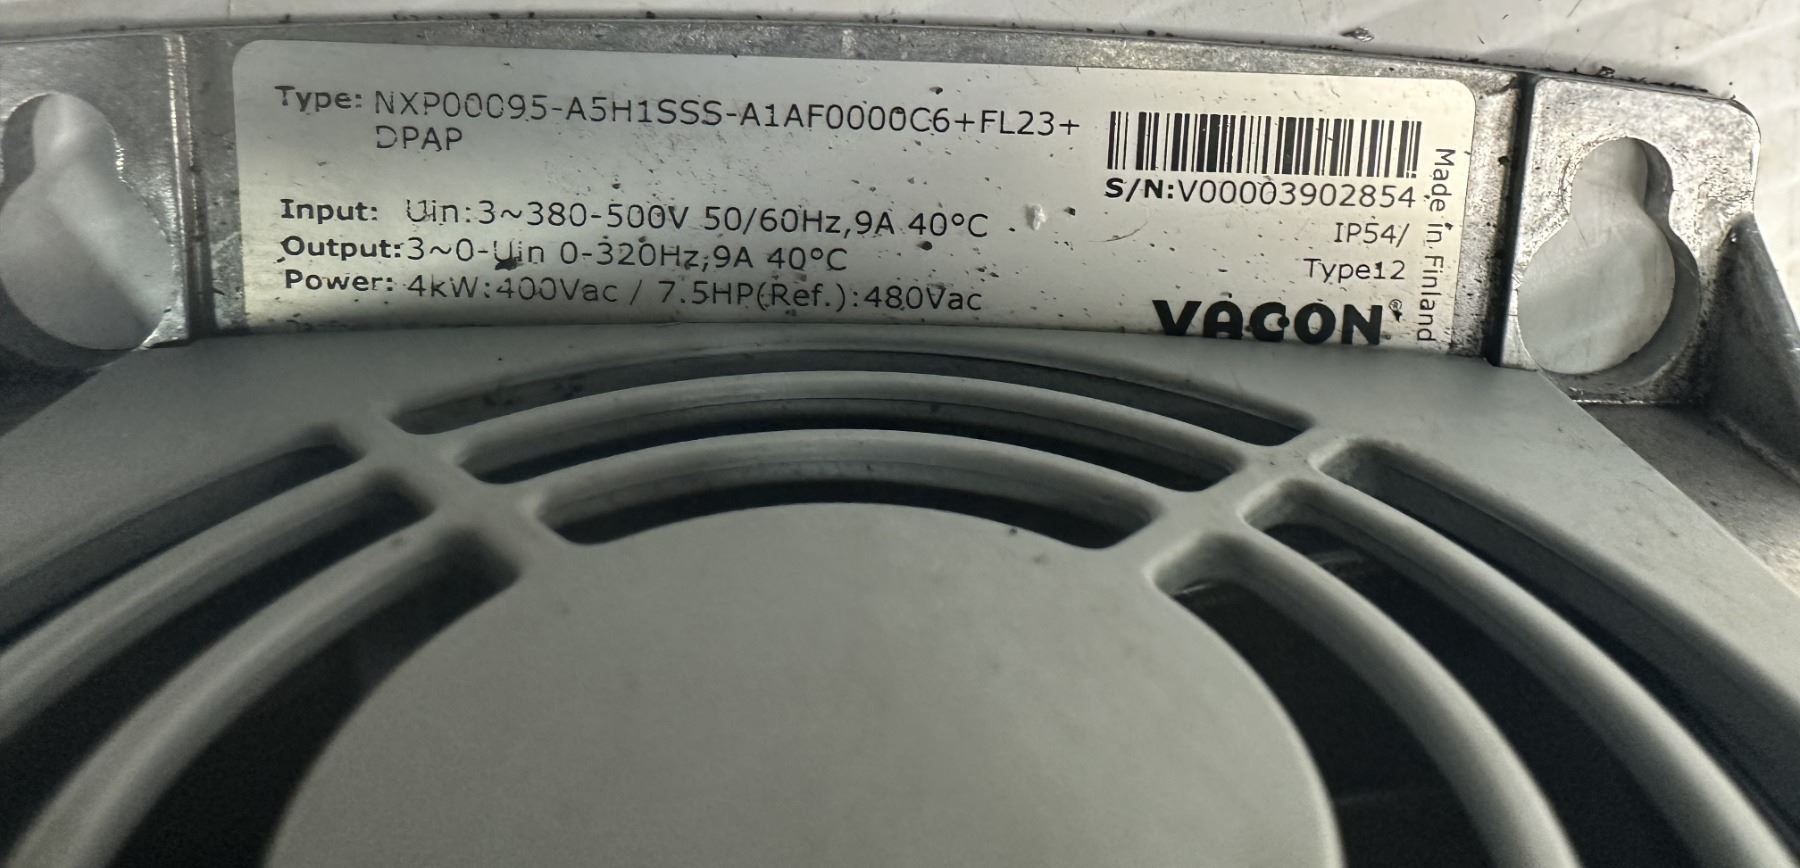 Type: NXP00095-A5H1SSS-A1AF0000C6+FL23+
DPAP
Input: Uin:3~380-500V 50/60Hz,9A 40°C
Output:3~0-Uin 0-320Hz,9A 40°C
Power: 4kW:400Vac / 7.5HP(Ref.):480Vac
S/N:V00003902854
IP54/
Type12
VACON®
Made in Finland